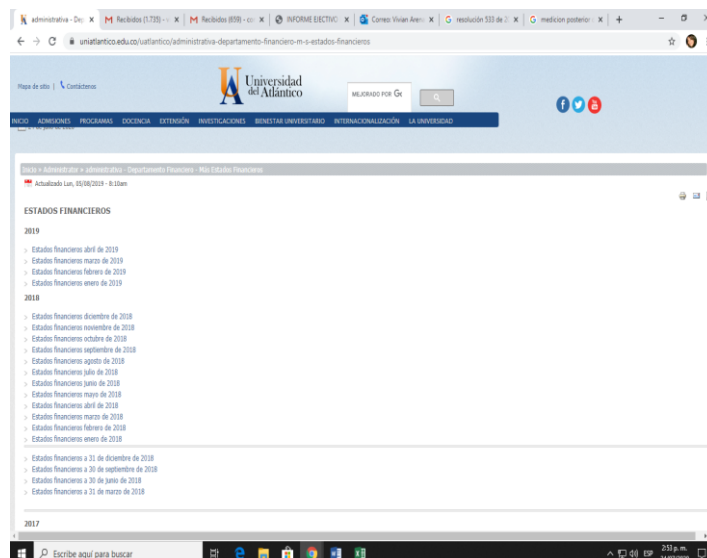 administrativa - Dep
Recibidos (1.735) -
Recibidos (659) - co
INFORME EJECTIVO
Correo: Vivian Aren
resolución 533 de 2
medicion posterior
uniatlantico.edu.co/uatlantico/administrativa-departamento-financiero-m-s-estados-financieros
Mapa de sitio | Contáctenos
Universidad
del Atlántico
MEJORADO POR
INICIO ADMISIONES PROGRAMAS DOCENCIA EXTENSIÓN INVESTIGACIONES BIENESTAR UNIVERSITARIO INTERNACIONALIZACIÓN LA UNIVERSIDAD
Inicio » Administrator » administrativa - Departamento Financiero - Más Estados Financieros
Actualizado Lun, 05/08/2019 - 8:10am
ESTADOS FINANCIEROS
2019
Estados financieros abril de 2019
Estados financieros marzo de 2019
Estados financieros febrero de 2019
Estados financieros enero de 2019
2018
Estados financieros diciembre de 2018
Estados financieros noviembre de 2018
Estados financieros octubre de 2018
Estados financieros septiembre de 2018
Estados financieros agosto de 2018
Estados financieros julio de 2018
Estados financieros junio de 2018
Estados financieros mayo de 2018
Estados financieros abril de 2018
Estados financieros marzo de 2018
Estados financieros febrero de 2018
Estados financieros enero de 2018
Estados financieros a 31 de diciembre de 2018
Estados financieros a 30 de septiembre de 2018
Estados financieros a 30 de junio de 2018
Estados financieros a 31 de marzo de 2018
2017
Escribe aquí para buscar
ESP
2:53 p. m.